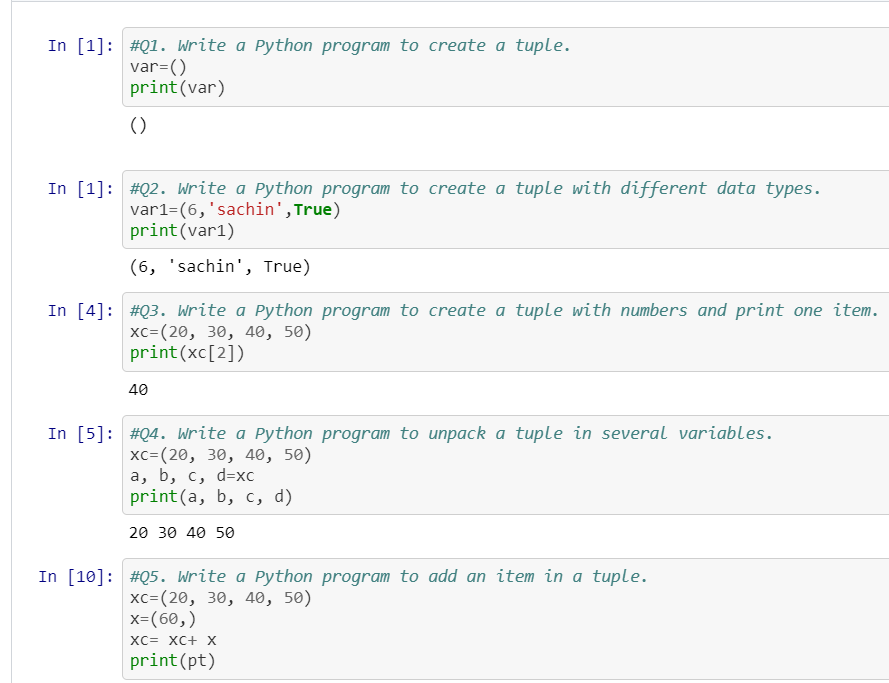 In [1]: #Q1. Write a Python program to create a tuple.
var=()
print(var)
()
In [1]: #Q2. Write a Python program to create a tuple with different data types.
var1=(6,'sachin',True)
print(var1)
(6, 'sachin', True)
In [4]: #Q3. Write a Python program to create a tuple with numbers and print one item.
xc=(20, 30, 40, 50)
print(xc[2])
40
In [5]: #Q4. Write a Python program to unpack a tuple in several variables.
xc=(20, 30, 40, 50)
a, b, c, d=xc
print(a, b, c, d)
20 30 40 50
In [10]: #Q5. Write a Python program to add an item in a tuple.
xc=(20, 30, 40, 50)
x=(60,)
xc= xc+ x
print(pt)